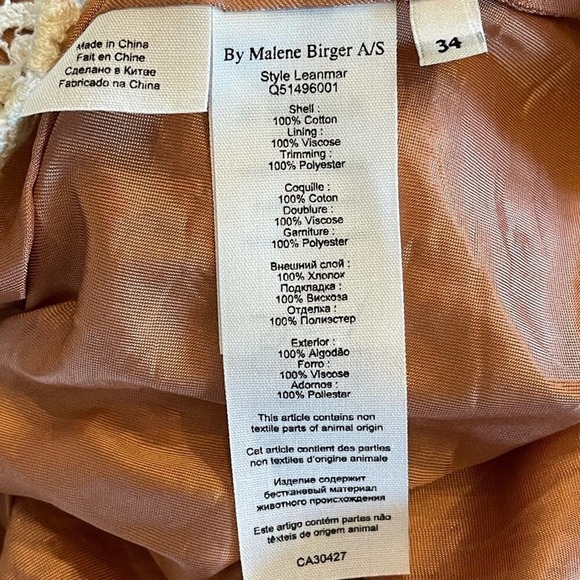 Made in China
Fait en Chine
Сделано в Китае
Fabricado na China
By Malene Birger A/S
Style Leanmar
Q51496001
Shell :
100% Cotton
Lining :
100% Viscose
Trimming :
100% Polyester
Coquille :
100% Coton
Doublure :
100% Viscose
Garniture :
100% Polyester
Внешний слой :
100% Хлопок
Подкладка :
100% Вискоза
Отделка :
100% Полиэстер
Exterior :
100% Algodão
Forro :
100% Viscose
Adornos :
100% Poliestar
This article contains non
textile parts of animal origin
Cet article contient des parties
non textiles d'origine animale
Изделие содержит
бестканевый материал
животного происхождения
Este artigo contém partes não
têxteis de origem animal
CA30427
34